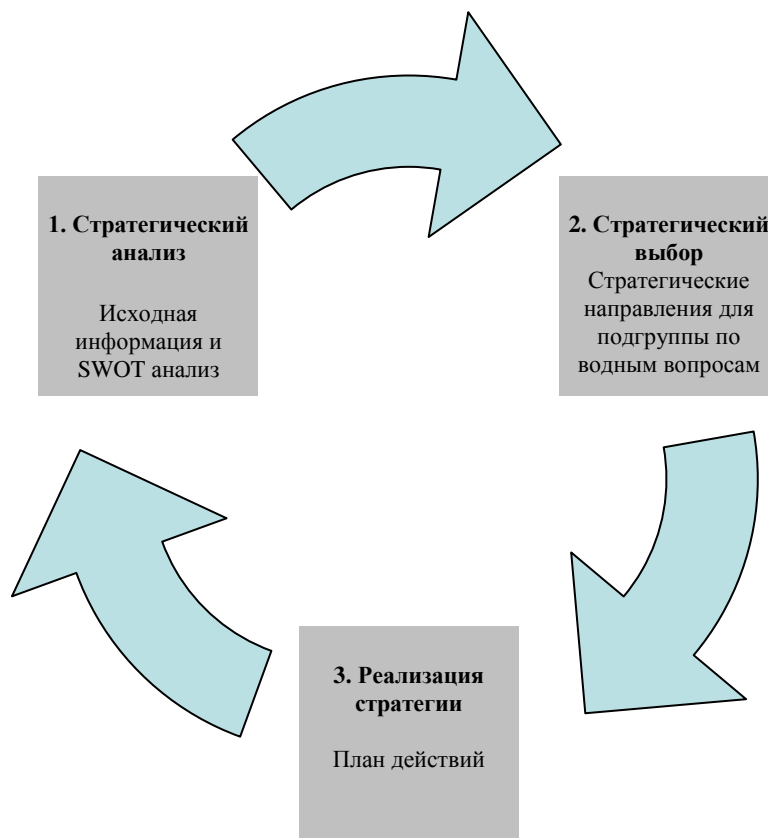 1. Стратегический
анализ
Исходная
информация и
SWOT анализ
2. Стратегический
выбор
Стратегические
направления для
подгруппы по
водным вопросам
3. Реализация
стратегии
План действий